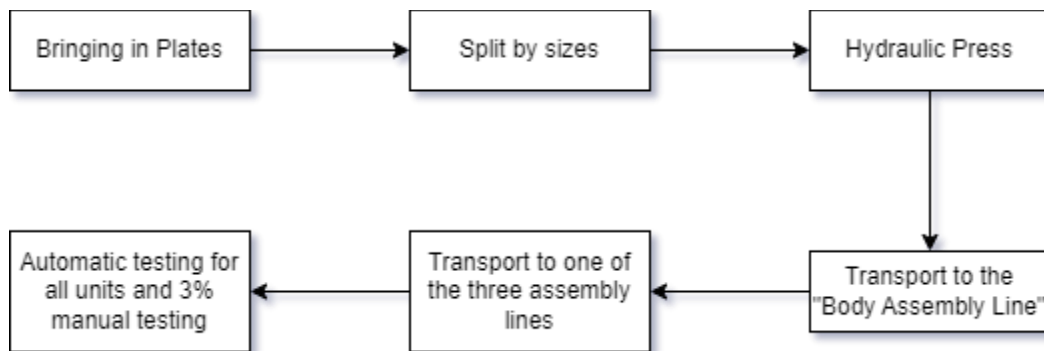 Bringing in Plates
Split by sizes
Hydraulic Press
Transport to the
"Body Assembly Line"
Transport to one of
the three assembly
lines
Automatic testing for
all units and 3%
manual testing